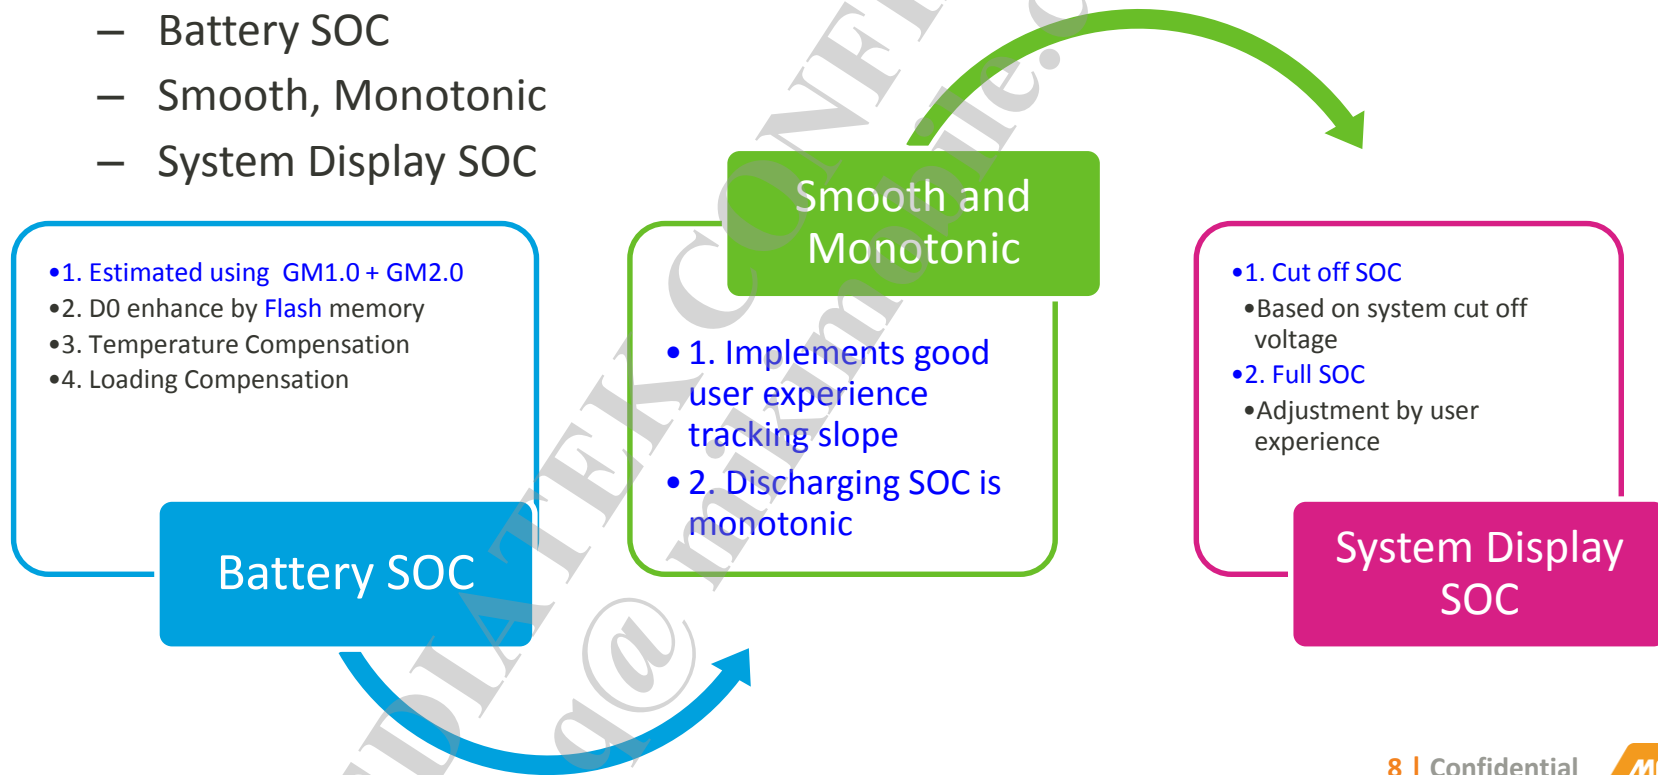 – Battery SOC
– Smooth, Monotonic
– System Display SOC
•1. Estimated using GM1.0 + GM2.0
•2. D0 enhance by Flash memory
•3. Temperature Compensation
•4. Loading Compensation
Battery SOC
Smooth and
Monotonic
• 1. Implements good
user experience
tracking slope
• 2. Discharging SOC is
monotonic
•1. Cut off SOC
•Based on system cut off
voltage
•2. Full SOC
•Adjustment by user
experience
System Display
SOC
8 | Confidential